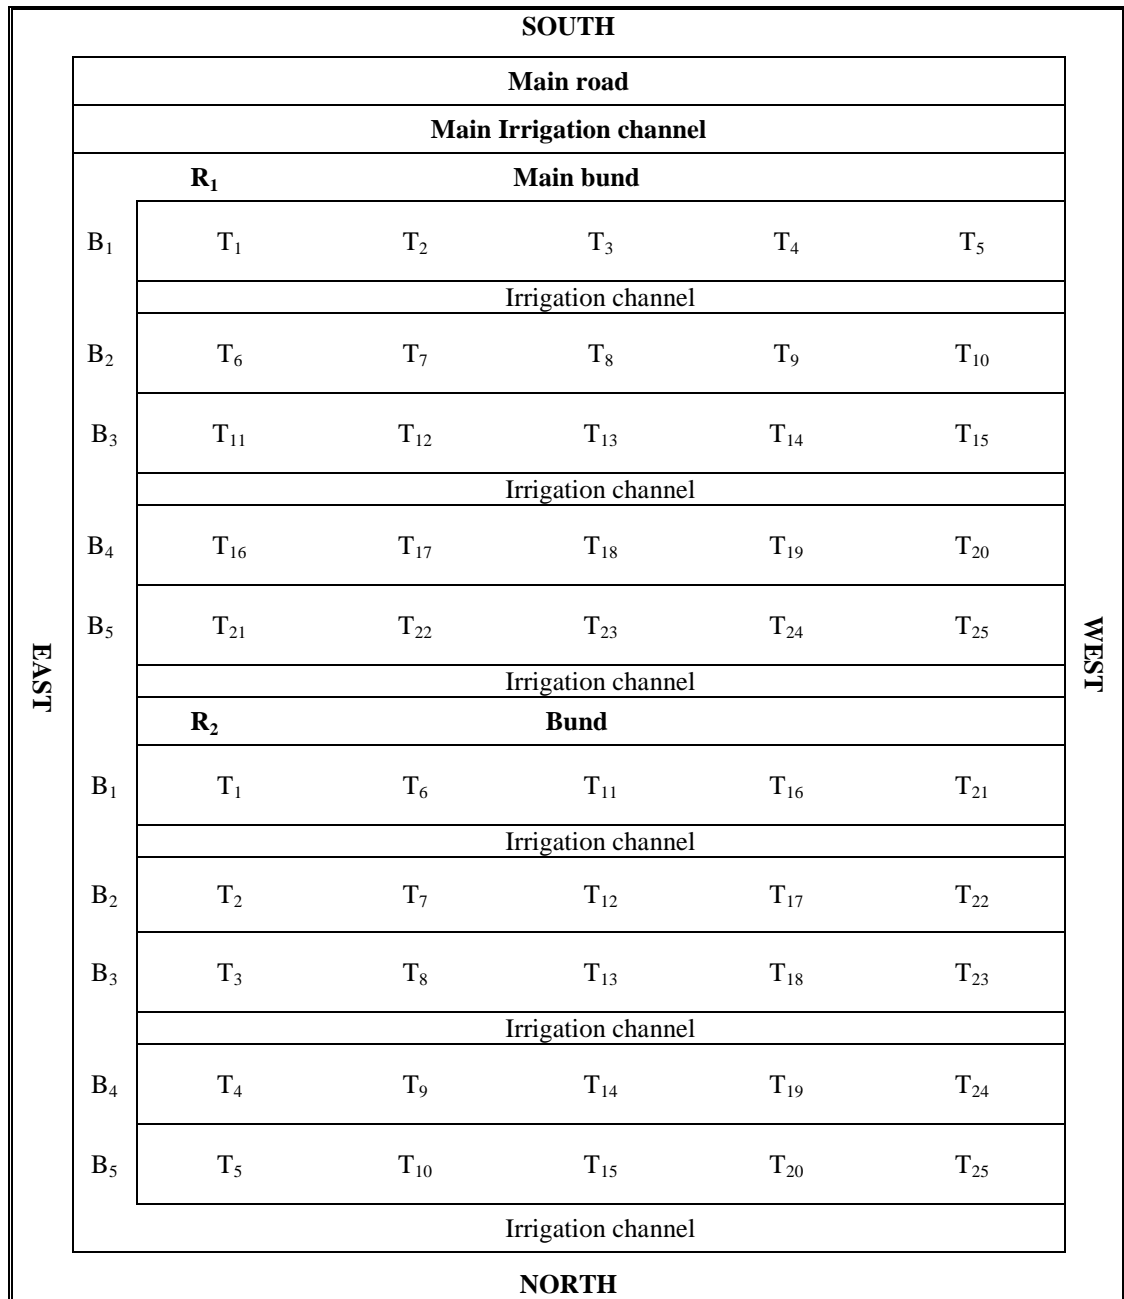 SOUTH
Main road
Main Irrigation channel
R₁ Main bund
B₁ T₁ T₂ T₃ T₄ T₅
Irrigation channel
B₂ T₆ T₇ T₈ T₉ T₁₀
B₃ T₁₁ T₁₂ T₁₃ T₁₄ T₁₅
Irrigation channel
B₄ T₁₆ T₁₇ T₁₈ T₁₉ T₂₀
B₅ T₂₁ T₂₂ T₂₃ T₂₄ T₂₅
EAST
WEST
Irrigation channel
R₂ Bund
B₁ T₁ T₆ T₁₁ T₁₆ T₂₁
Irrigation channel
B₂ T₂ T₇ T₁₂ T₁₇ T₂₂
B₃ T₃ T₈ T₁₃ T₁₈ T₂₃
Irrigation channel
B₄ T₄ T₉ T₁₄ T₁₉ T₂₄
B₅ T₅ T₁₀ T₁₅ T₂₀ T₂₅
Irrigation channel
NORTH